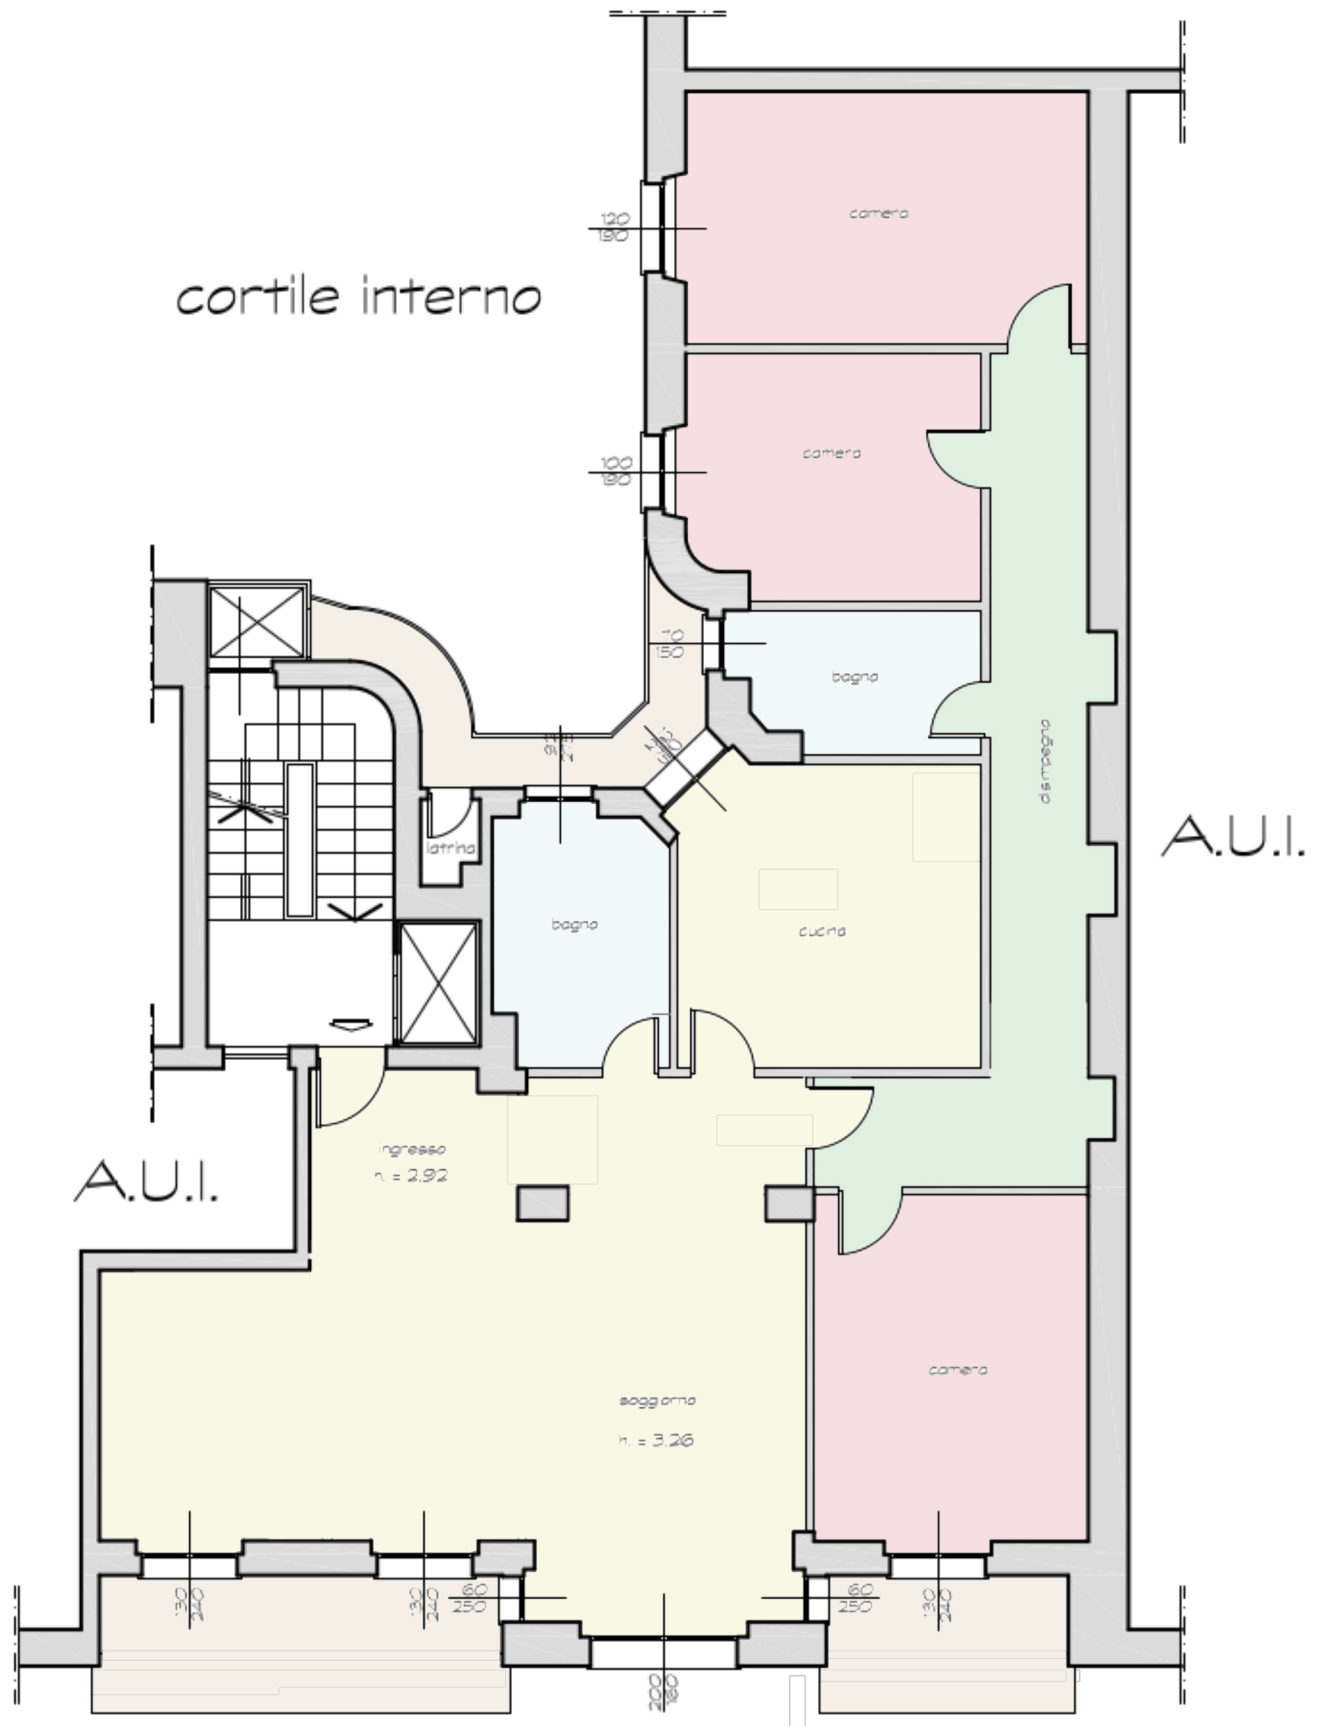 camera
120
190
cortile interno
camera
100
190
70
150
bagno
disimpegno
A.U.I.
latrina
bagno
cucina
ingresso
h. = 2.92
A.U.I.
camera
soggiorno
h. = 3.26
130
240
130
240
60
250
60
250
130
240
200
180